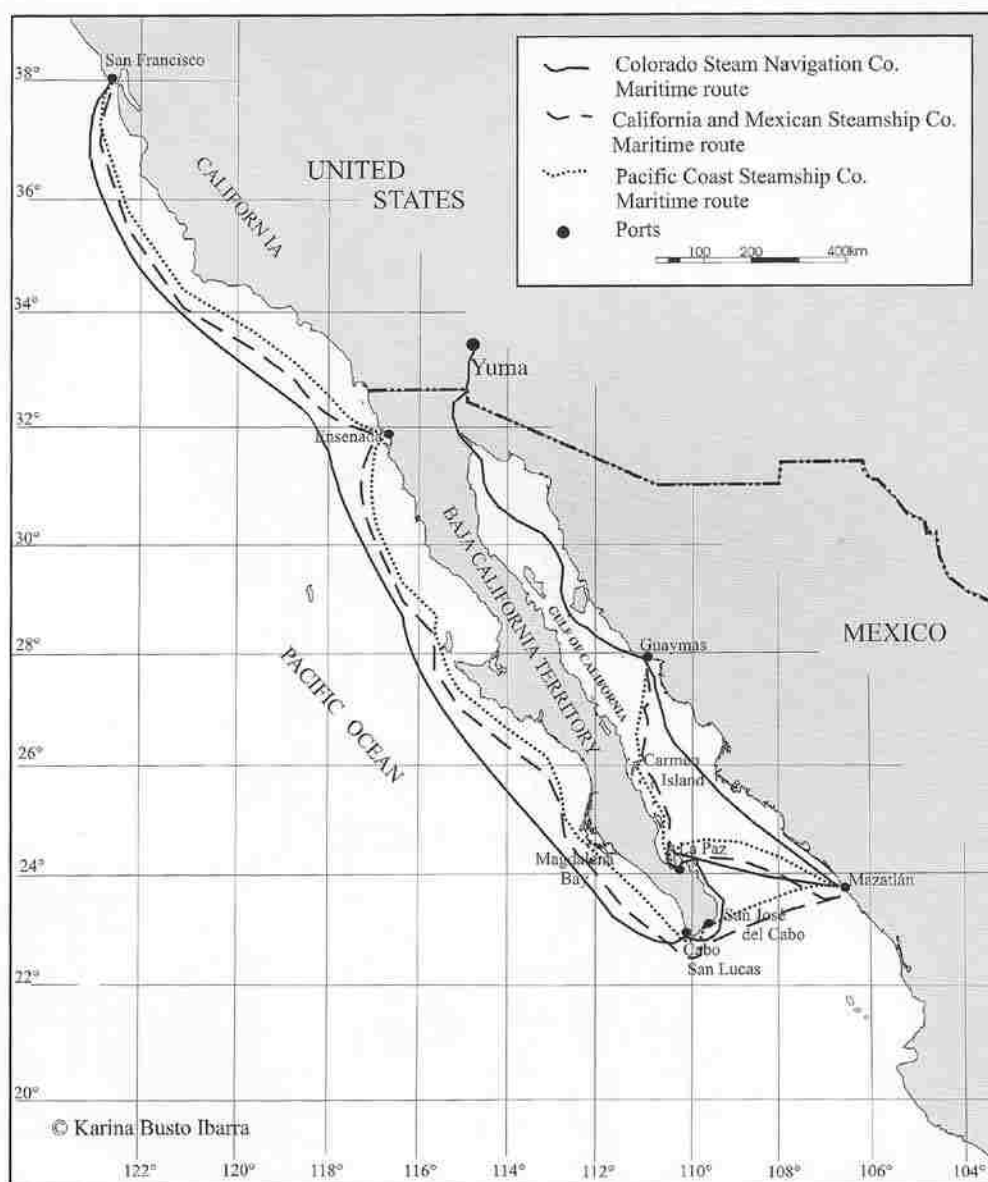 San Francisco
38°
36°
34°
32°
30°
28°
26°
24°
22°
20°
Colorado Steam Navigation Co.
Maritime route
California and Mexican Steamship Co.
Maritime route
Pacific Coast Steamship Co.
Maritime route
Ports
100 200 400km
UNITED
STATES
CALIFORNIA
Yuma
Ensenada
BAJA CALIFORNIA TERRITORY
GULF OF CALIFORNIA
Guaymas
MEXICO
PACIFIC OCEAN
Carmen
Island
La Paz
Magdalena
Bay
Mazatlán
San José
del Cabo
Cabo
San Lucas
© Karina Busto Ibarra
122° 120° 118° 116° 114° 112° 110° 108° 106° 104°